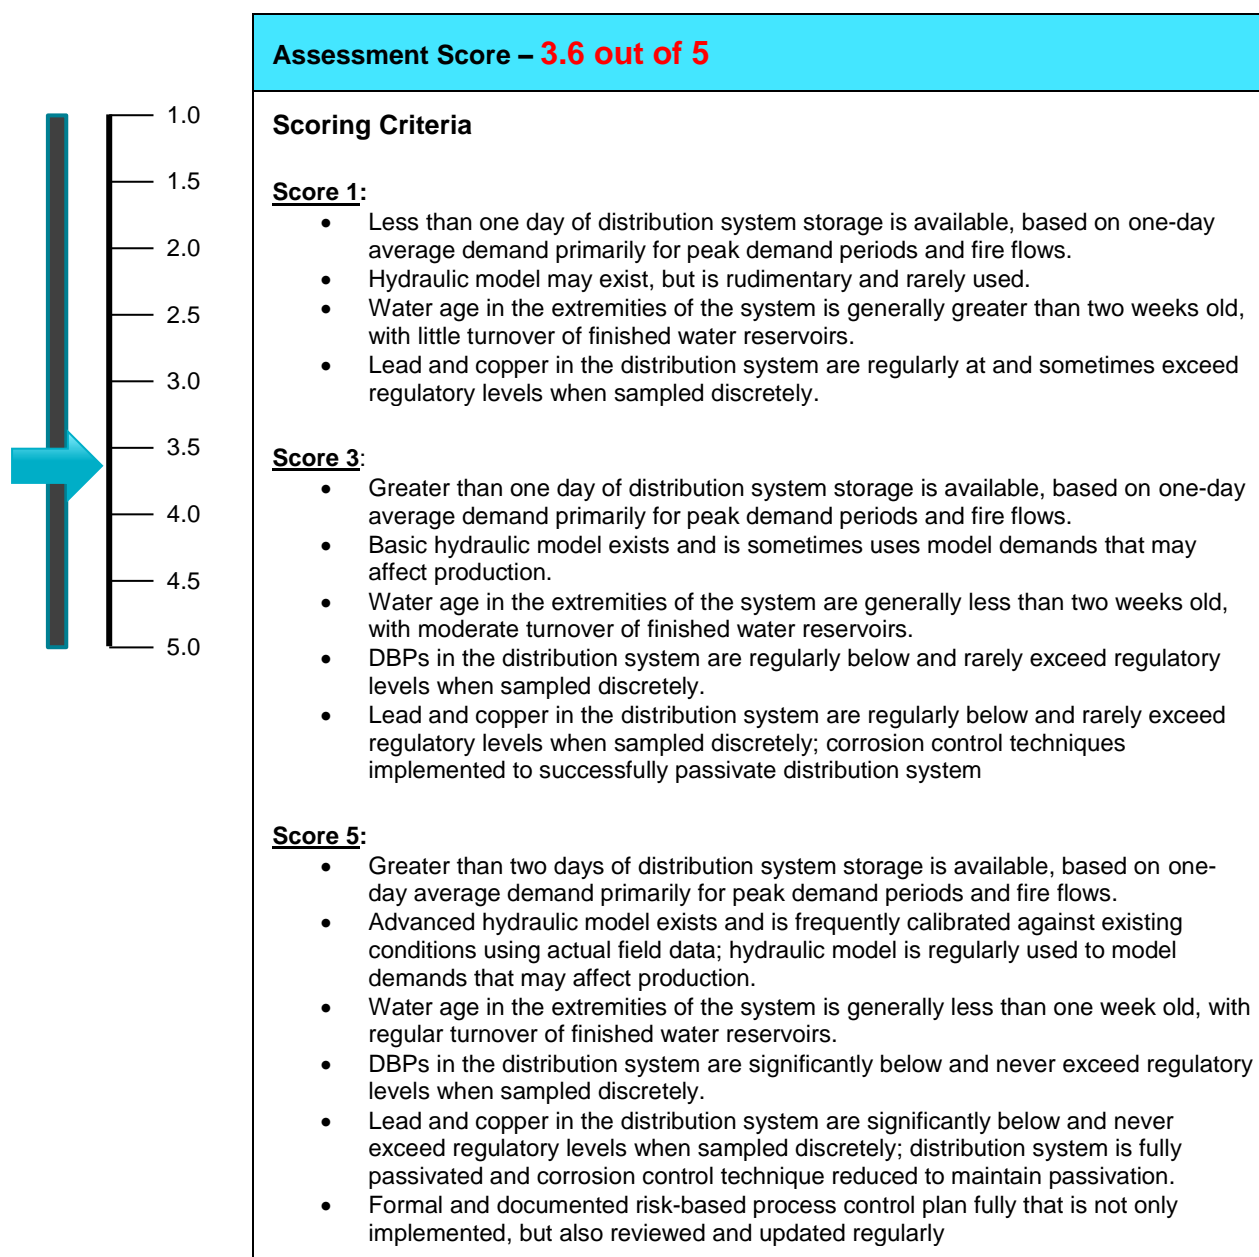 Assessment Score – 3.6 out of 5
1.0
1.5
2.0
2.5
3.0
3.5
4.0
4.5
5.0
Scoring Criteria
Score 1:
• Less than one day of distribution system storage is available, based on one-day
average demand primarily for peak demand periods and fire flows.
• Hydraulic model may exist, but is rudimentary and rarely used.
• Water age in the extremities of the system is generally greater than two weeks old,
with little turnover of finished water reservoirs.
• Lead and copper in the distribution system are regularly at and sometimes exceed
regulatory levels when sampled discretely.
Score 3:
• Greater than one day of distribution system storage is available, based on one-day
average demand primarily for peak demand periods and fire flows.
• Basic hydraulic model exists and is sometimes uses model demands that may
affect production.
• Water age in the extremities of the system are generally less than two weeks old,
with moderate turnover of finished water reservoirs.
• DBPs in the distribution system are regularly below and rarely exceed regulatory
levels when sampled discretely.
• Lead and copper in the distribution system are regularly below and rarely exceed
regulatory levels when sampled discretely; corrosion control techniques
implemented to successfully passivate distribution system
Score 5:
• Greater than two days of distribution system storage is available, based on one-
day average demand primarily for peak demand periods and fire flows.
• Advanced hydraulic model exists and is frequently calibrated against existing
conditions using actual field data; hydraulic model is regularly used to model
demands that may affect production.
• Water age in the extremities of the system is generally less than one week old, with
regular turnover of finished water reservoirs.
• DBPs in the distribution system are significantly below and never exceed regulatory
levels when sampled discretely.
• Lead and copper in the distribution system are significantly below and never
exceed regulatory levels when sampled discretely; distribution system is fully
passivated and corrosion control technique reduced to maintain passivation.
• Formal and documented risk-based process control plan fully that is not only
implemented, but also reviewed and updated regularly